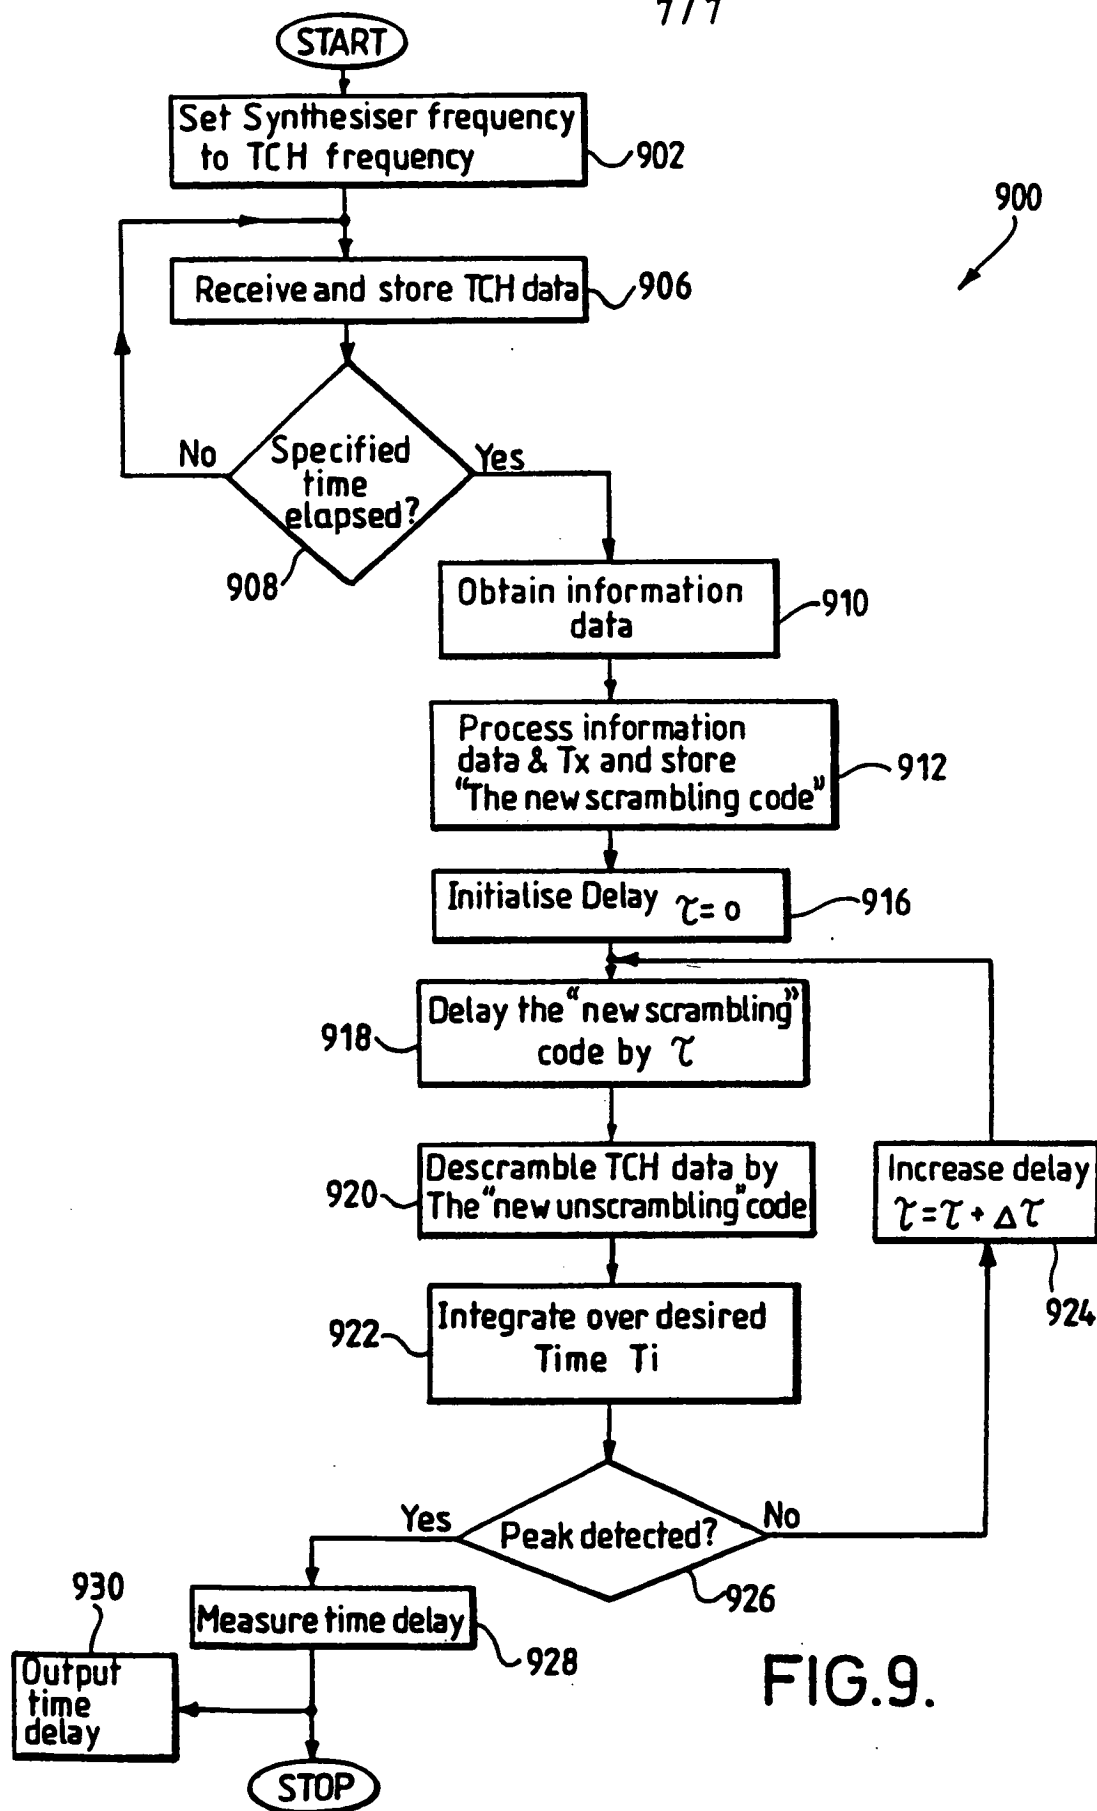 7/7
START
Set Synthesiser frequency
to TCH frequency
902
900
Receive and store TCH data
906
No
Specified
time
elapsed?
Yes
908
Obtain information
data
910
Process information
data & Tx and store
"The new scrambling code"
912
Initialise Delay τ = 0
916
Delay the "new scrambling"
code by τ
918
Descramble TCH data by
The "new unscrambling" code
920
Increase delay
τ = τ + Δτ
924
Integrate over desired
Time Ti
922
Yes
Peak detected?
No
926
930
Measure time delay
928
Output
time
delay
FIG.9.
STOP